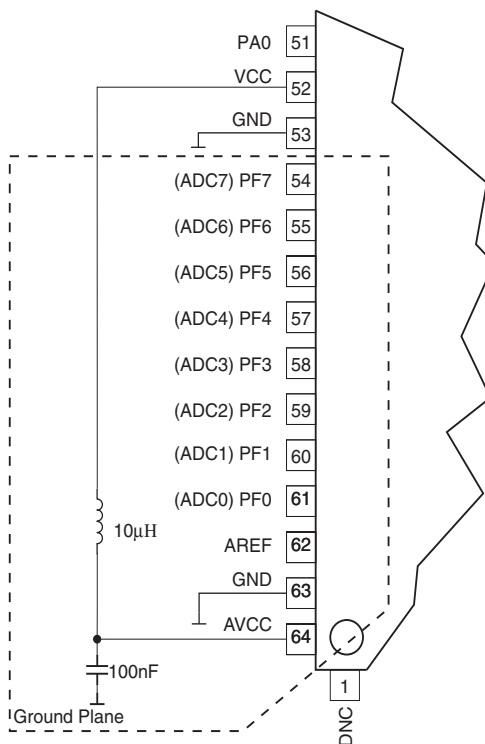 PA0 51
VCC 52
GND 53
(ADC7) PF7 54
(ADC6) PF6 55
(ADC5) PF5 56
(ADC4) PF4 57
(ADC3) PF3 58
(ADC2) PF2 59
(ADC1) PF1 60
(ADC0) PF0 61
10μH
AREF 62
GND 63
AVCC 64
100nF
1
Ground Plane
DNC